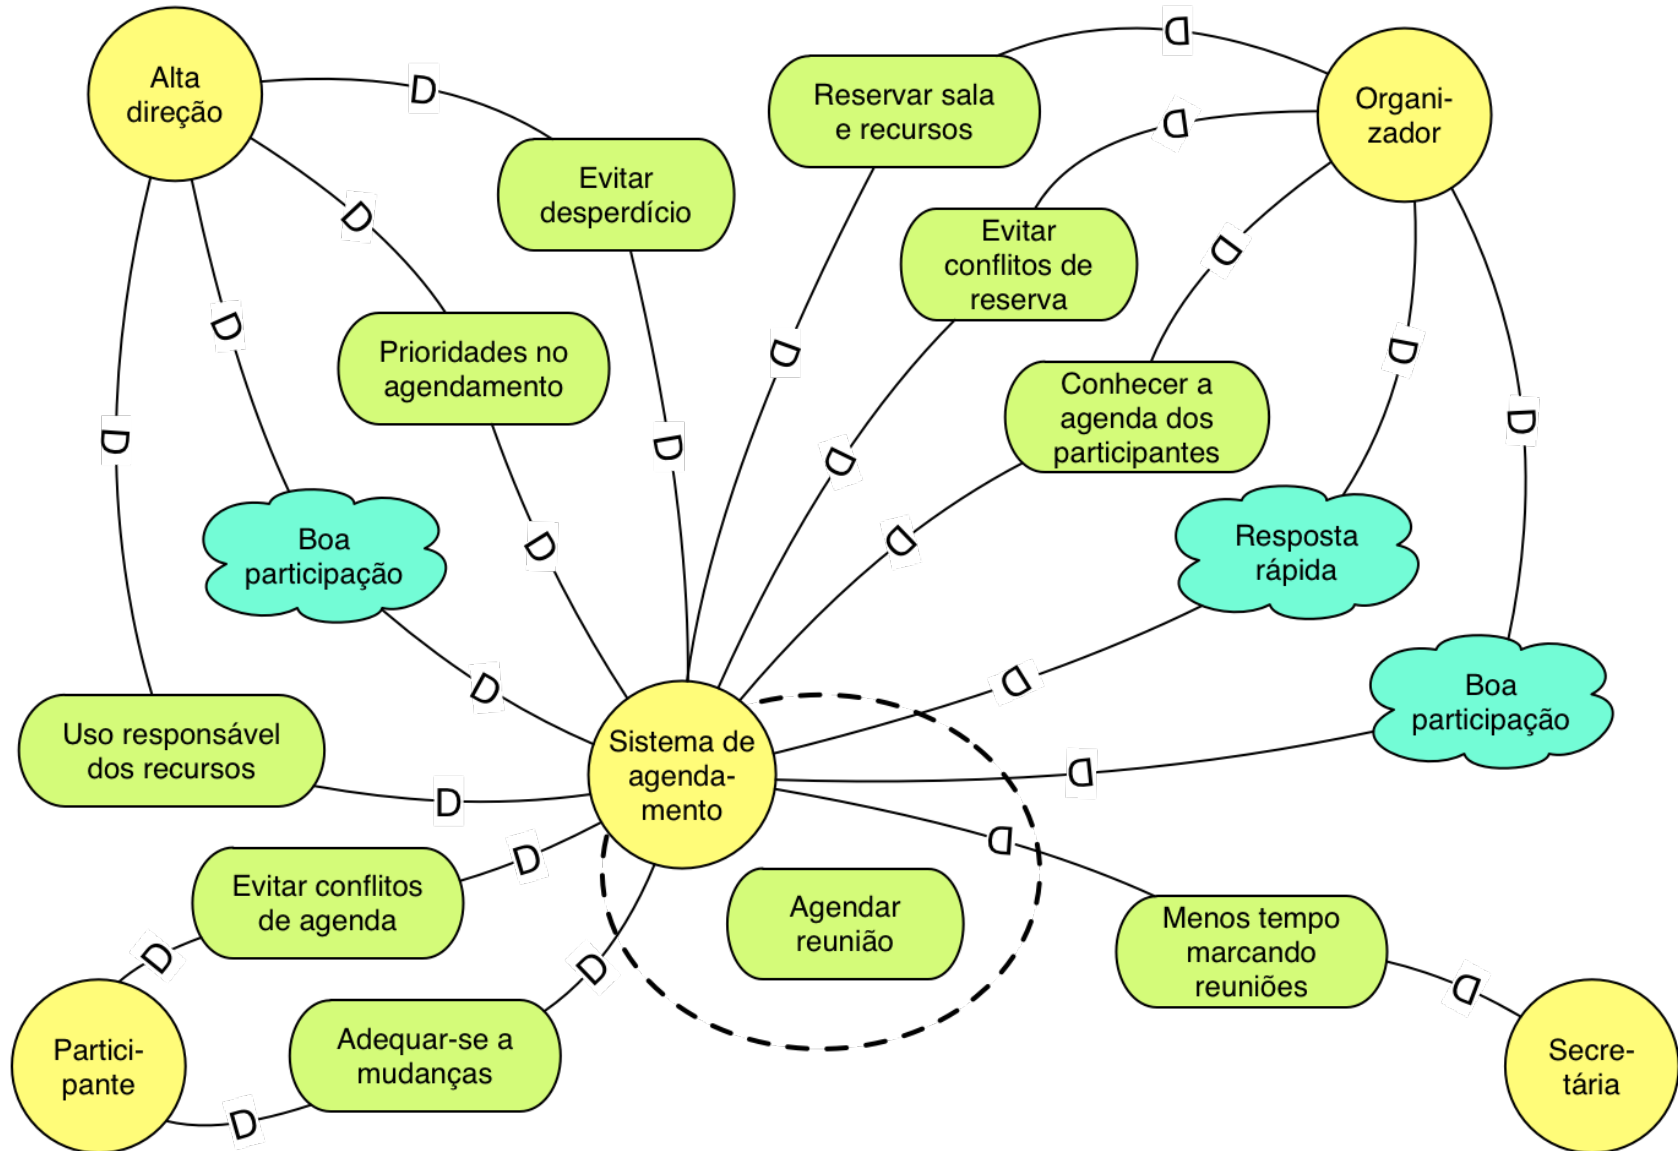 Alta
direção
D
D
Reservar sala
e recursos
Organi-
zador
D
Evitar
desperdício
D
D
Evitar
conflitos de
reserva
D
D
Prioridades no
agendamento
D
D
Conhecer a
agenda dos
participantes
D
D
D
D
D
Boa
participação
D
D
Resposta
rápida
D
D
Boa
participação
Uso responsável
dos recursos
Sistema de
agenda-
mento
D
D
D
D
Evitar conflitos
de agenda
Agendar
reunião
Menos tempo
marcando
reuniões
D
D
D
Partici-
pante
Adequar-se a
mudanças
Secre-
tária
D